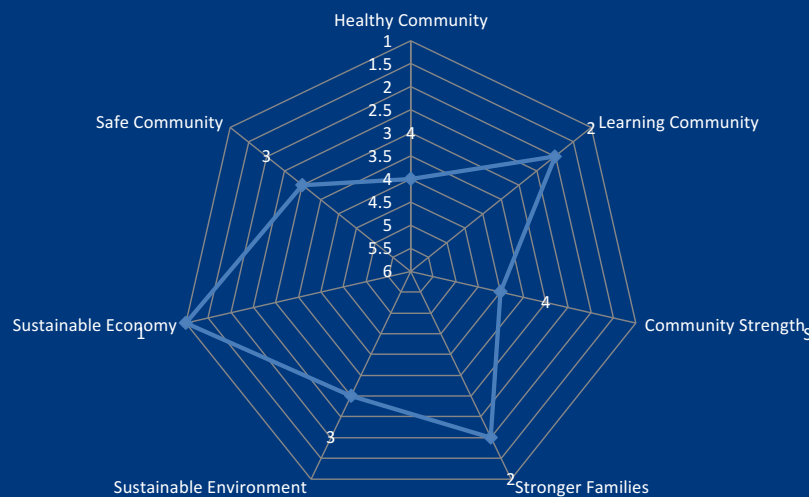 Healthy Community
1
1.5
2
2.5
3
4
3.5
4
4.5
5
5.5
6
2
Learning Community
Safe Community
3
4
Community Strength
S
Sustainable Economy
1
3
2
Sustainable Environment
Stronger Families